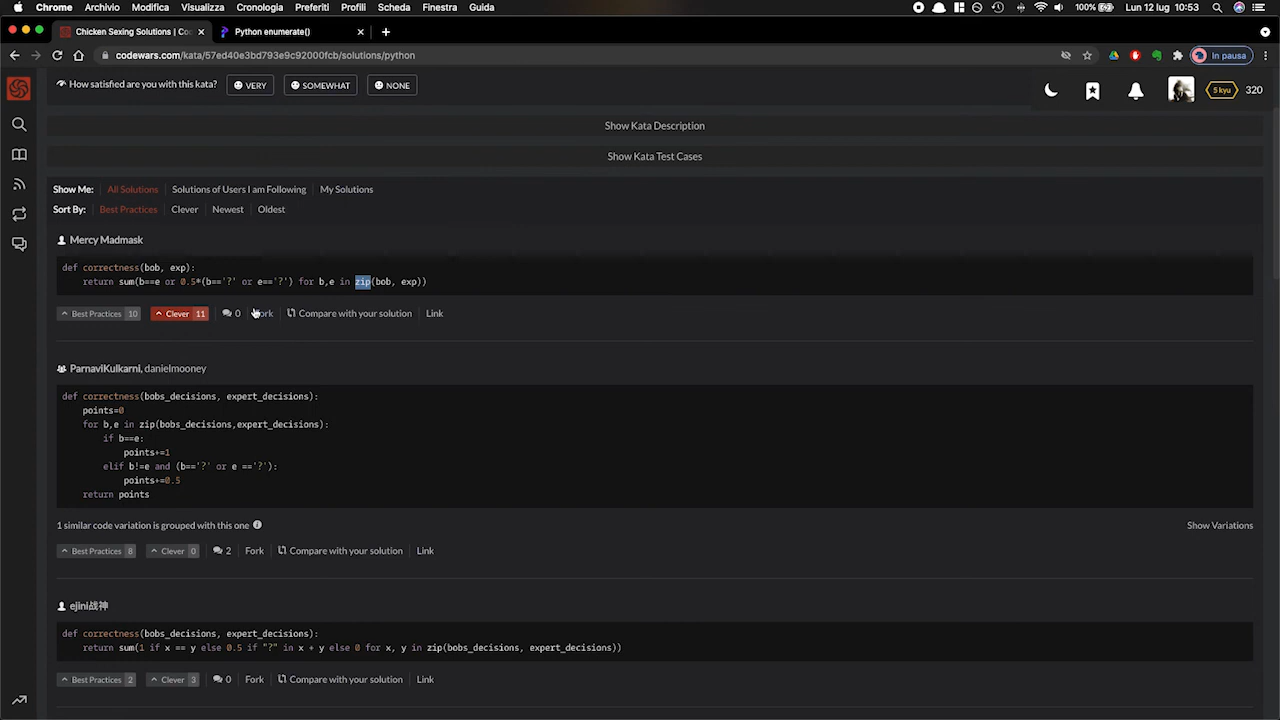 Chrome Archivio Modifica Visualizza Cronologia Preferiti Profili Scheda Finestra Guida 100% Lun 12 lug 10:53
Chicken Sexing Solutions | Co Python enumerate()
codewars.com/kata/57ed40e3bd793e9c92000fcb/solutions/python In pausa
How satisfied are you with this kata? VERY SOMEWHAT NONE 5 kyu 320
Show Kata Description
Show Kata Test Cases
Show Me: All Solutions Solutions of Users I am Following My Solutions
Sort By: Best Practices Clever Newest Oldest
Mercy Madmask
def correctness(bob, exp):
return sum(b==e or 0.5*(b=='?' or e=='?') for b,e in zip(bob, exp))
Best Practices 10 Clever 11 0 Fork Compare with your solution Link
ParnaviKulkarni, danielmooney
def correctness(bobs_decisions, expert_decisions):
points=0
for b,e in zip(bobs_decisions,expert_decisions):
if b==e:
points+=1
elif b!=e and (b=='?' or e =='?'):
points+=0.5
return points
1 similar code variation is grouped with this one Show Variations
Best Practices 8 Clever 0 2 Fork Compare with your solution Link
ejini战神
def correctness(bobs_decisions, expert_decisions):
return sum(1 if x == y else 0.5 if "?" in x + y else 0 for x, y in zip(bobs_decisions, expert_decisions))
Best Practices 2 Clever 3 0 Fork Compare with your solution Link